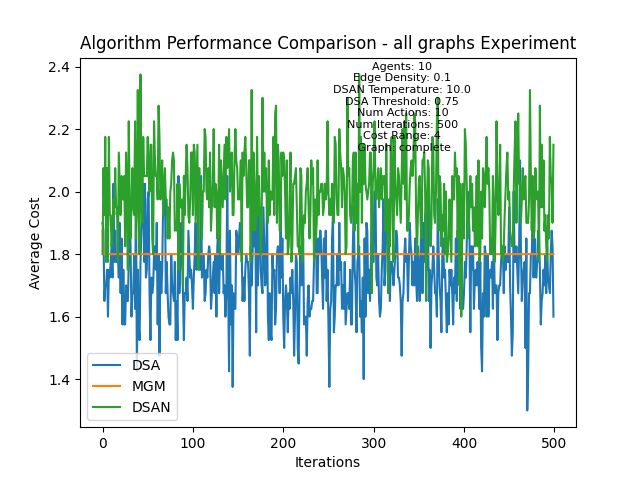 Algorithm Performance Comparison - all graphs Experiment
Agents: 10
Edge Density: 0.1
DSAN Temperature: 10.0
DSA Threshold: 0.75
Num Actions: 10
Num Iterations: 500
Cost Range: 4
Graph: complete
Average Cost
2.4
2.2
2.0
1.8
1.6
1.4
DSA
MGM
DSAN
0
100
200
300
400
500
Iterations